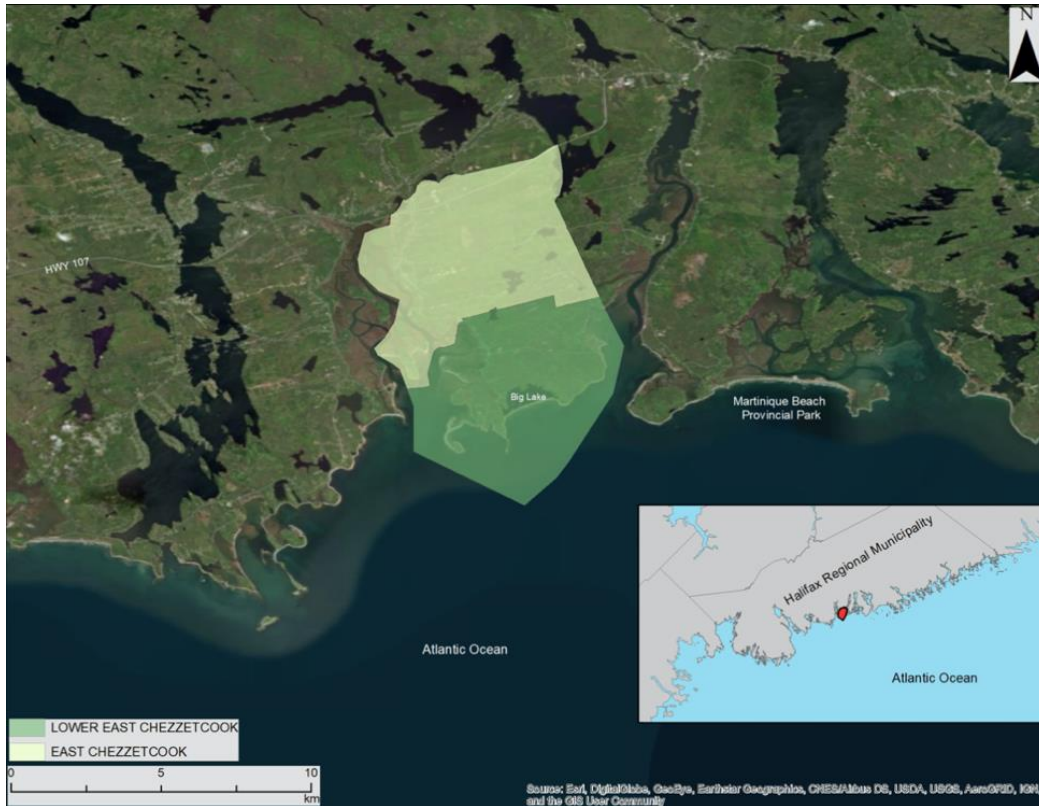 N
HWY 107
Big Lake
Martinique Beach
Provincial Park
Atlantic Ocean
Halifax Regional Municipality
Atlantic Ocean
LOWER EAST CHEZZETCOOK
EAST CHEZZETCOOK
0 5 10
km
Source: Esri, DigitalGlobe, GeoEye, Earthstar Geographics, CNES/Airbus DS, USDA, USGS, AeroGRID, IGN
and the GIS User Community